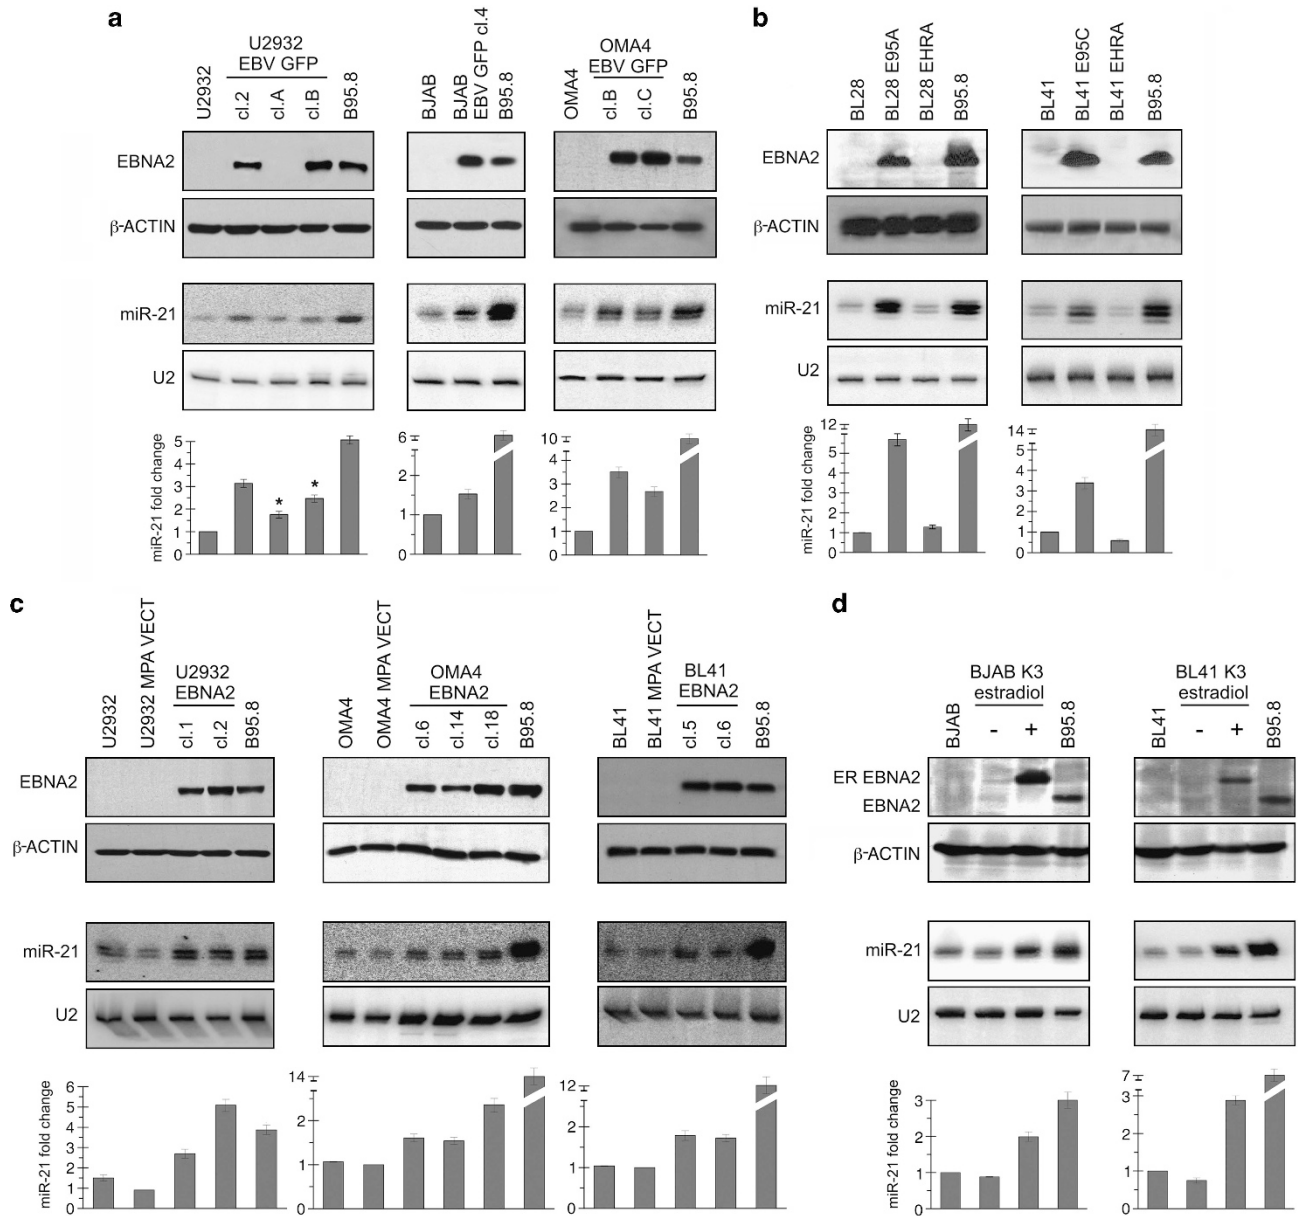 a
U2932
EBV GFP
U2932
cl.2
cl.A
cl.B
B95.8
BJAB
BJAB
EBV GFP cl.4
B95.8
OMA4
EBV GFP
OMA4
cl.B
cl.C
B95.8
EBNA2
β-ACTIN
miR-21
U2
miR-21 fold change
5
4
3
2
1
0
* *
6
2
1
0
10
4
3
2
1
0
b
BL28
BL28 E95A
BL28 EHRA
B95.8
BL41
BL41 E95C
BL41 EHRA
B95.8
EBNA2
β-ACTIN
miR-21
U2
miR-21 fold change
12
5
4
3
2
1
0
14
5
4
3
2
1
0
c
U2932
U2932 MPA VECT
U2932
EBNA2
cl.1
cl.2
B95.8
OMA4
OMA4 MPA VECT
OMA4
EBNA2
cl.6
cl.14
cl.18
B95.8
BL41
BL41 MPA VECT
BL41
EBNA2
cl.5
cl.6
B95.8
EBNA2
β-ACTIN
miR-21
U2
miR-21 fold change
6
5
4
3
2
1
0
14
2
1
0
12
2
1
0
d
BJAB K3
estradiol
BJAB
- +
B95.8
BL41 K3
estradiol
BL41
- +
B95.8
ER EBNA2
EBNA2
β-ACTIN
miR-21
U2
miR-21 fold change
3
2
1
0
7
3
2
1
0